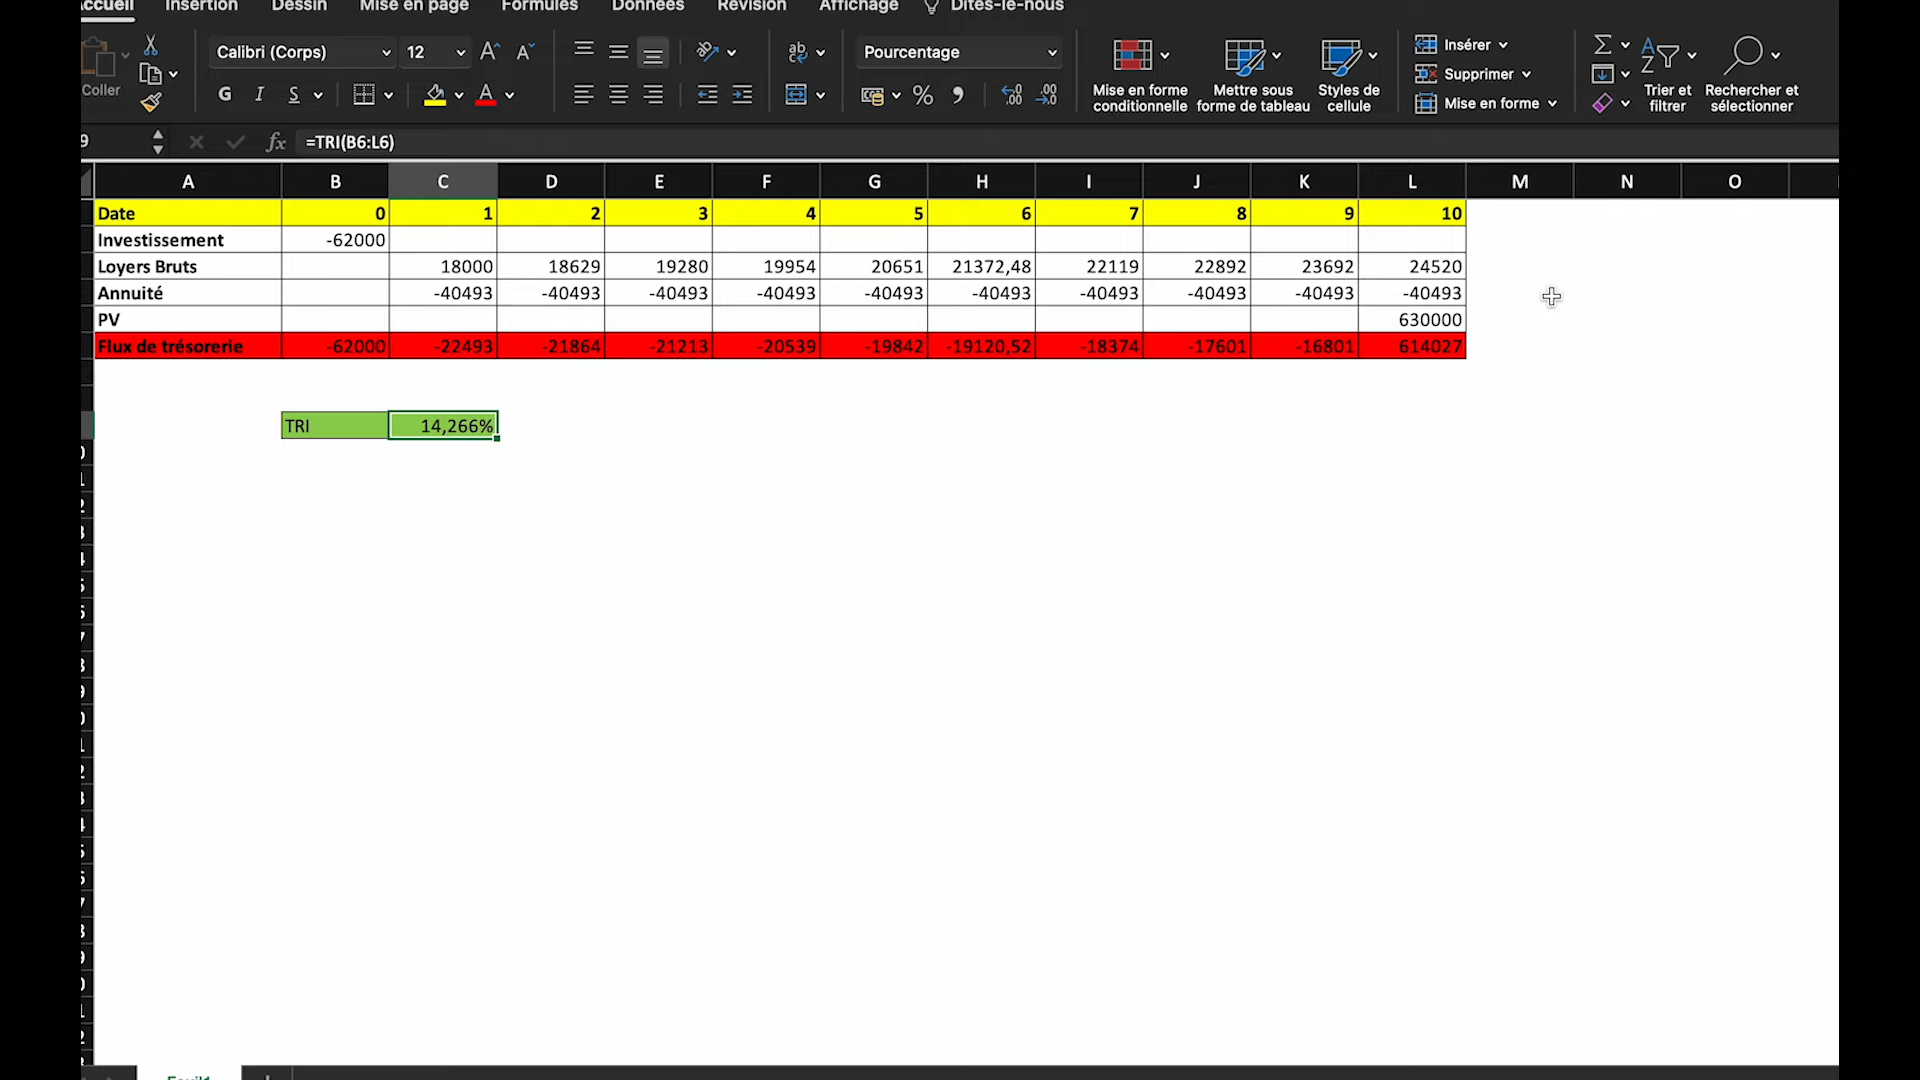 Accueil Insertion Dessin Mise en page Formules Données Révision Affichage Dites-le-nous
Coller Calibri (Corps) 12 Pourcentage Insérer
Supprimer
Mise en forme
G I S A
Mise en forme conditionnelle
Mettre sous forme de tableau
Styles de cellule
Trier et filtrer
Rechercher et sélectionner
9 fx =TRI(B6:L6)
A B C D E F G H I J K L M N O
Date 0 1 2 3 4 5 6 7 8 9 10
Investissement -62000
Loyers Bruts 18000 18629 19280 19954 20651 21372,48 22119 22892 23692 24520
Annuité -40493 -40493 -40493 -40493 -40493 -40493 -40493 -40493 -40493 -40493
PV 630000
Flux de trésorerie -62000 -22493 -21864 -21213 -20539 -19842 -19120,52 -18374 -17601 -16801 614027
TRI 14,266%
Feuil1